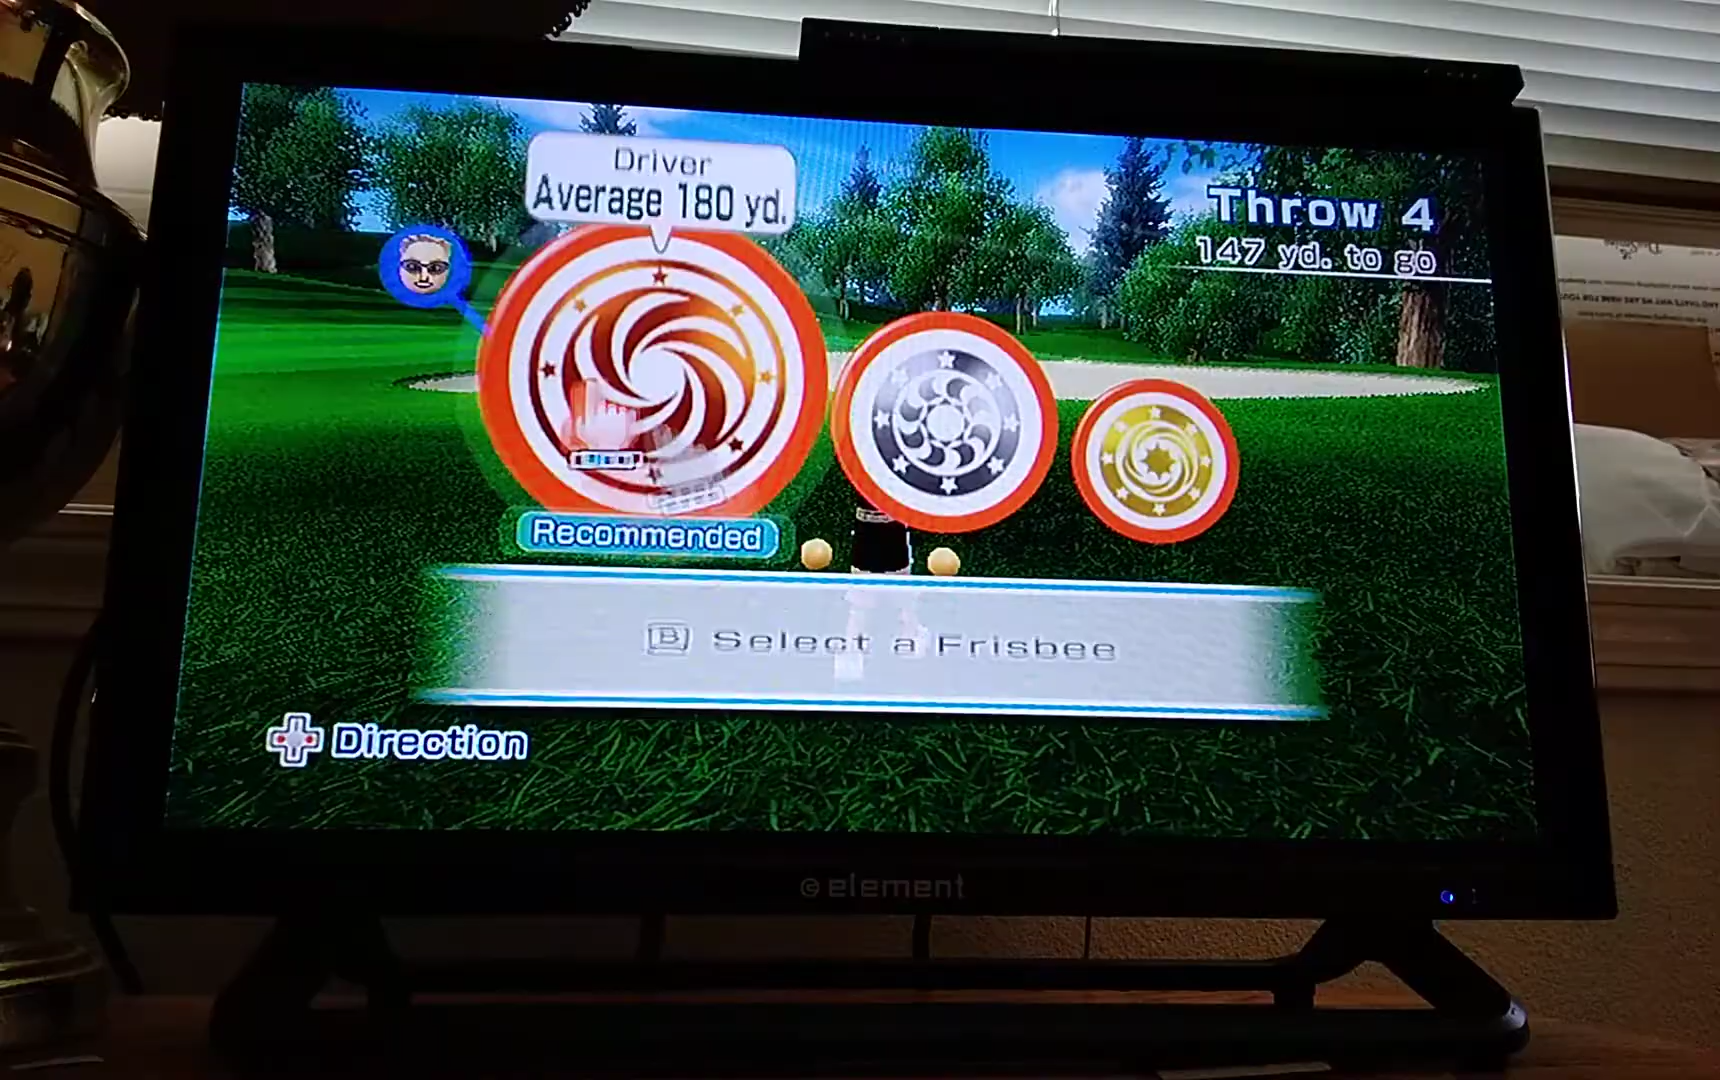 Driver
Average 180 yd.
Throw 4
147 yd. to go
Recommended
B Select a Frisbee
Direction
element